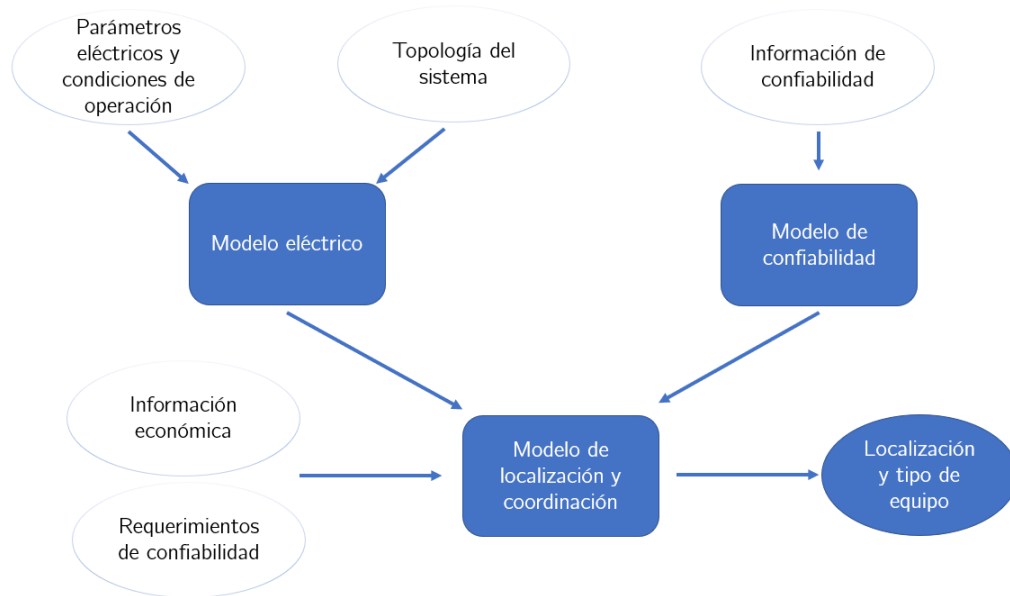 Parámetros
eléctricos y
condiciones de
operación
Topología del
sistema
Información de
confiabilidad
Modelo eléctrico
Modelo de
confiabilidad
Información
económica
Requerimientos
de confiabilidad
Modelo de
localización y
coordinación
Localización
y tipo de
equipo